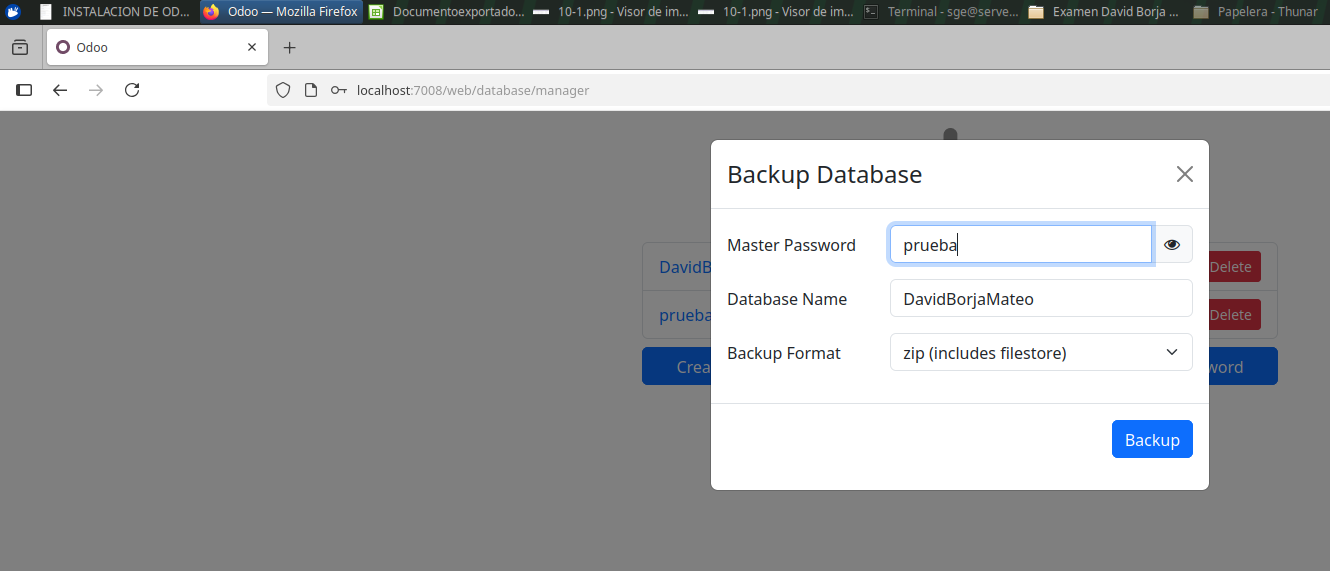 INSTALACION DE OD...
Odoo — Mozilla Firefox
Documentoexportado...
10-1.png - Visor de im...
10-1.png - Visor de im...
Terminal - sge@serve...
Examen David Borja ...
Papelera - Thunar
Odoo
localhost:7008/web/database/manager
Backup Database
Master Password
prueba
DavidB
Delete
Database Name
DavidBorjaMateo
prueba
Delete
Backup Format
zip (includes filestore)
Crea
word
Backup